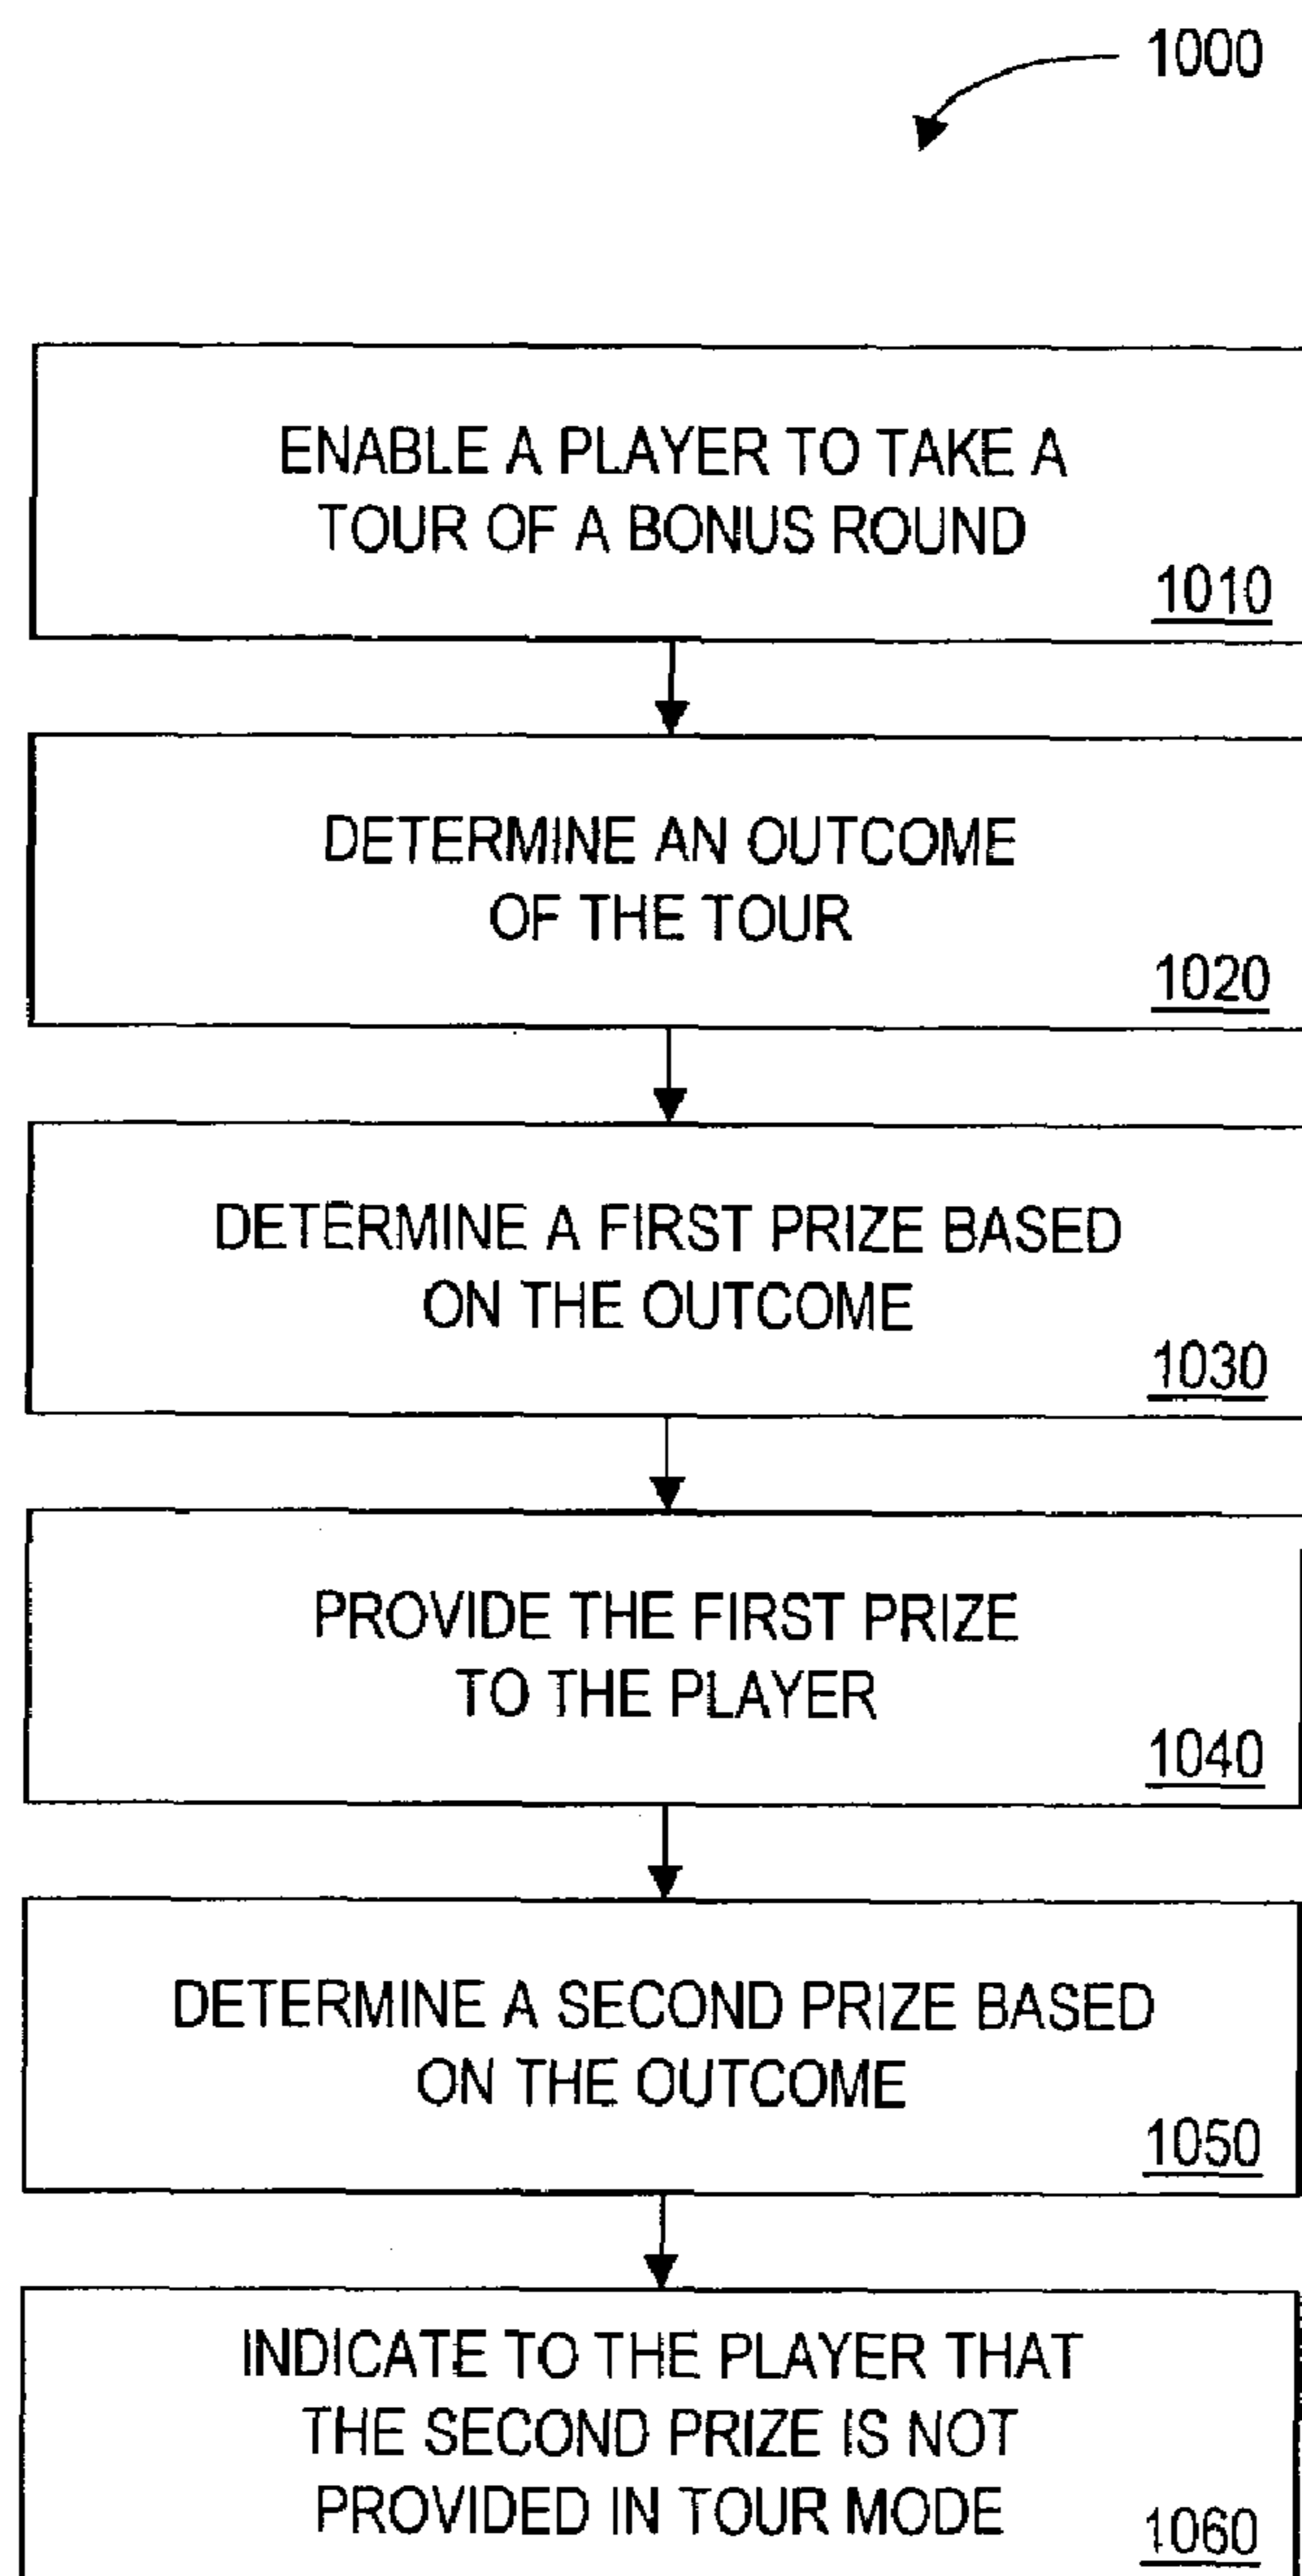 1000
ENABLE A PLAYER TO TAKE A
TOUR OF A BONUS ROUND
1010
DETERMINE AN OUTCOME
OF THE TOUR
1020
DETERMINE A FIRST PRIZE BASED
ON THE OUTCOME
1030
PROVIDE THE FIRST PRIZE
TO THE PLAYER
1040
DETERMINE A SECOND PRIZE BASED
ON THE OUTCOME
1050
INDICATE TO THE PLAYER THAT
THE SECOND PRIZE IS NOT
PROVIDED IN TOUR MODE
1060